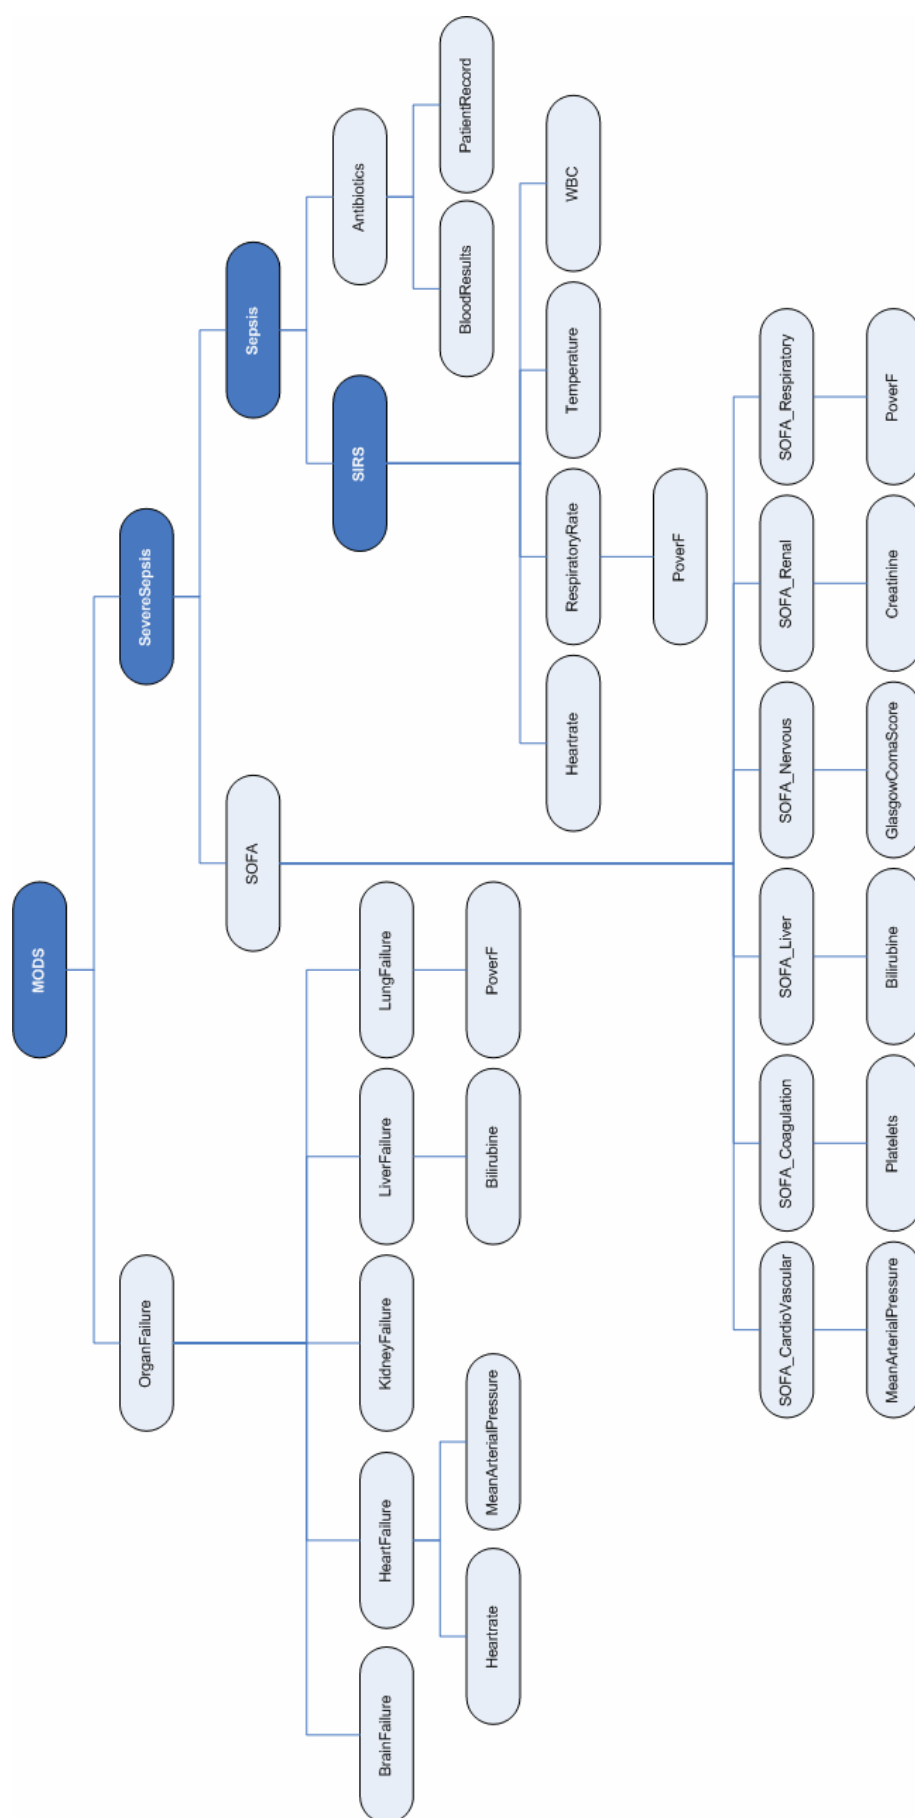 MODS
OrganFailure
SevereSepsis
SOFA
Sepsis
BrainFailure
HeartFailure
KidneyFailure
LiverFailure
LungFailure
SIRS
Antibiotics
Heartrate
MeanArterialPressure
Bilirubine
PoverF
BloodResults
PatientRecord
Heartrate
RespiratoryRate
Temperature
WBC
PoverF
SOFA_CardioVascular
SOFA_Coagulation
SOFA_Liver
SOFA_Nervous
SOFA_Renal
SOFA_Respiratory
MeanArterialPressure
Platelets
Bilirubine
GlasgowComaScore
Creatinine
PoverF